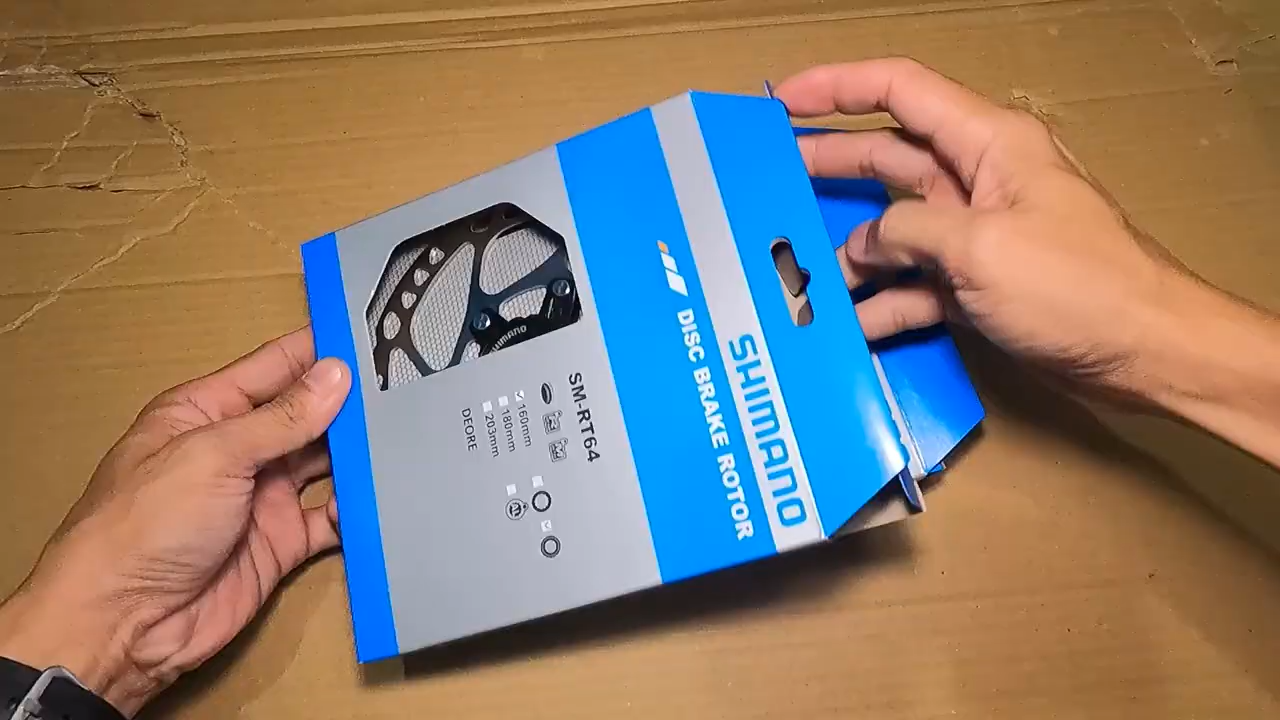 SHIMANO
DISC BRAKE ROTOR
SM-RT64
160mm
180mm
203mm
DEORE
SHIMANO